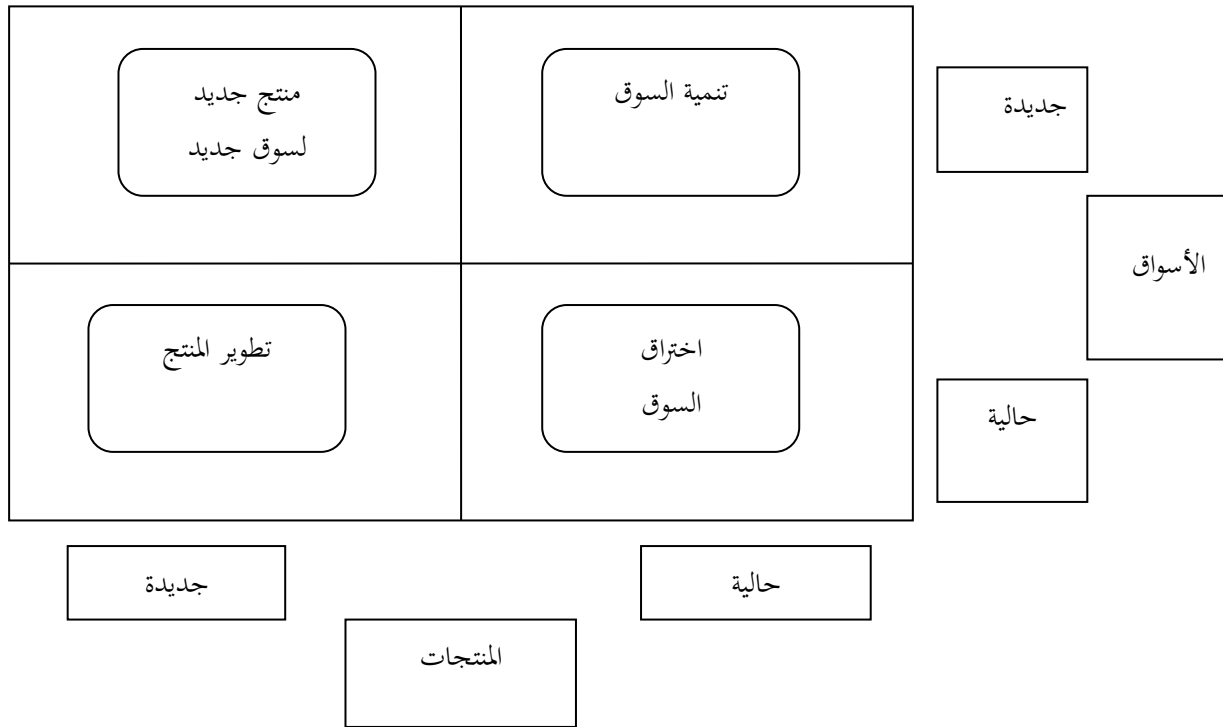 تنمية السوق
منتج جديد
لسوق جديد
جديدة
الأسواق
اختراق
السوق
تطوير المنتج
حالية
حالية
جديدة
المنتجات